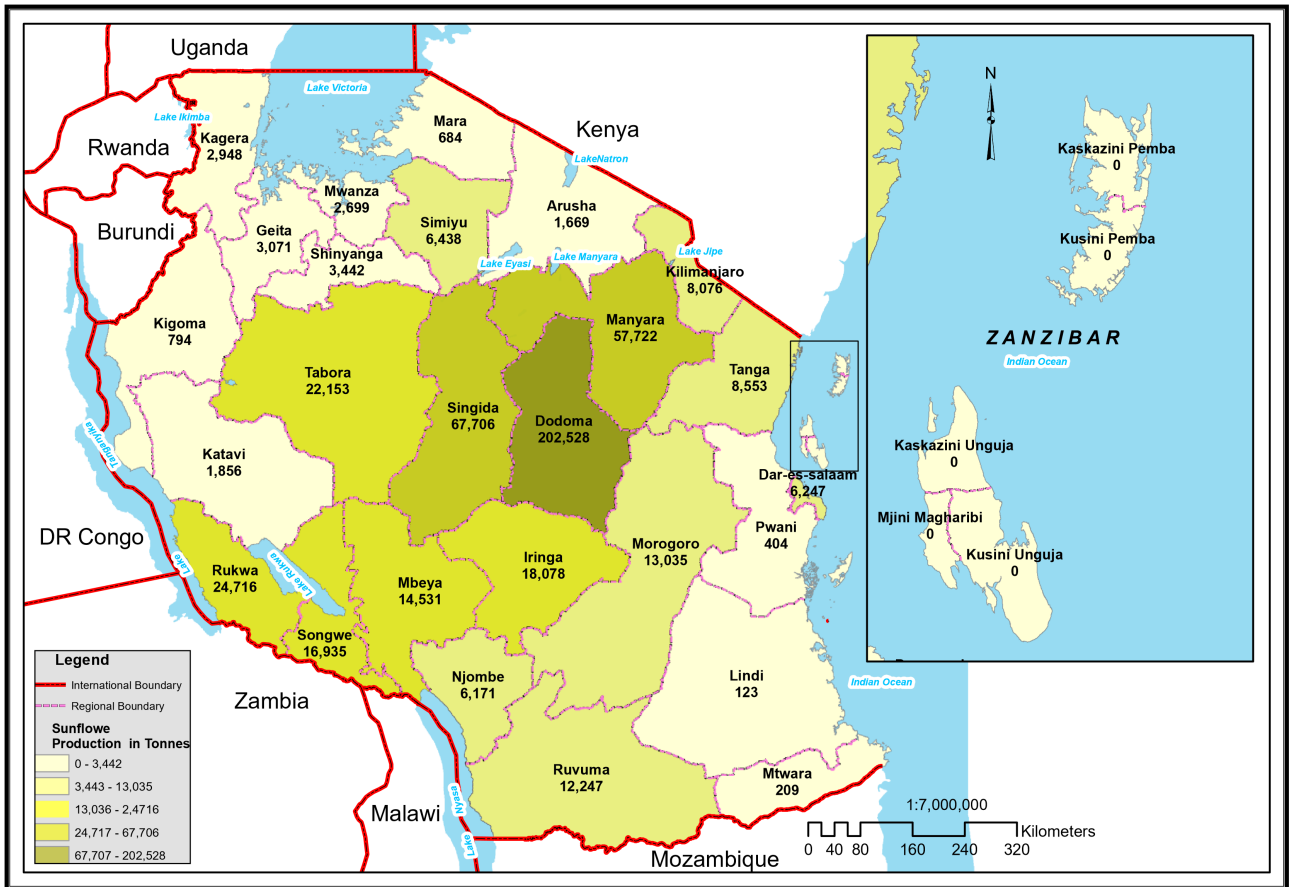 Uganda
Lake Victoria
Lake Ikimba
Kagera
2,948
Rwanda
Mara
684
Kenya
LakeNatron
Mwanza
2,699
Burundi
Geita
3,071
Simiyu
6,438
Arusha
1,669
Shinyanga
3,442
Lake Eyasi
Lake Manyara
Lake Jipe
Kilimanjaro
8,076
Kigoma
794
Manyara
57,722
Tabora
22,153
Tanga
8,553
Singida
67,706
Dodoma
202,528
Katavi
1,856
Lake Tanganyika
Dar-es-salaam
6,247
Pwani
404
DR Congo
Rukwa
24,716
Lake Rukwa
Mbeya
14,531
Iringa
18,078
Morogoro
13,035
Songwe
16,935
Njombe
6,171
Lindi
123
Indian Ocean
Zambia
Ruvuma
12,247
Mtwara
209
Malawi
Lake Nyasa
Mozambique
N
Kaskazini Pemba
0
Kusini Pemba
0
ZANZIBAR
Indian Ocean
Kaskazini Unguja
0
Mjini Magharibi
0
Kusini Unguja
0
Legend
International Boundary
Regional Boundary
Sunflowe
Production in Tonnes
0 - 3,442
3,443 - 13,035
13,036 - 2,4716
24,717 - 67,706
67,707 - 202,528
1:7,000,000
Kilometers
0 40 80 160 240 320